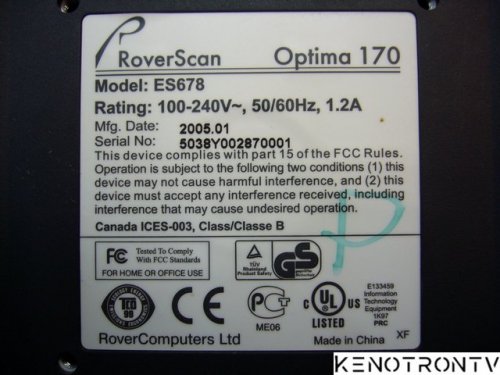 RoverScan Optima 170
Model: ES678
Rating: 100-240V~, 50/60Hz, 1.2A
Mfg. Date: 2005.01
Serial No: 5038Y002870001
This device complies with part 15 of the FCC Rules.
Operation is subject to the following two conditions (1) this
device may not cause harmful interference, and (2) this
device must accept any interference received, including
interference that may cause undesired operation.
Canada ICES-003, Class/Classe B
FC Tested To Comply
With FCC Standards
FOR HOME OR OFFICE USE
TÜV
Rheinland
Product Safety
GS
TCO
99
CE
ME06
c UL US
LISTED
E133459
Information
Technology
Equipment
1K97
PRC
RoverComputers Ltd
Made in China XF
KENOTRONTV